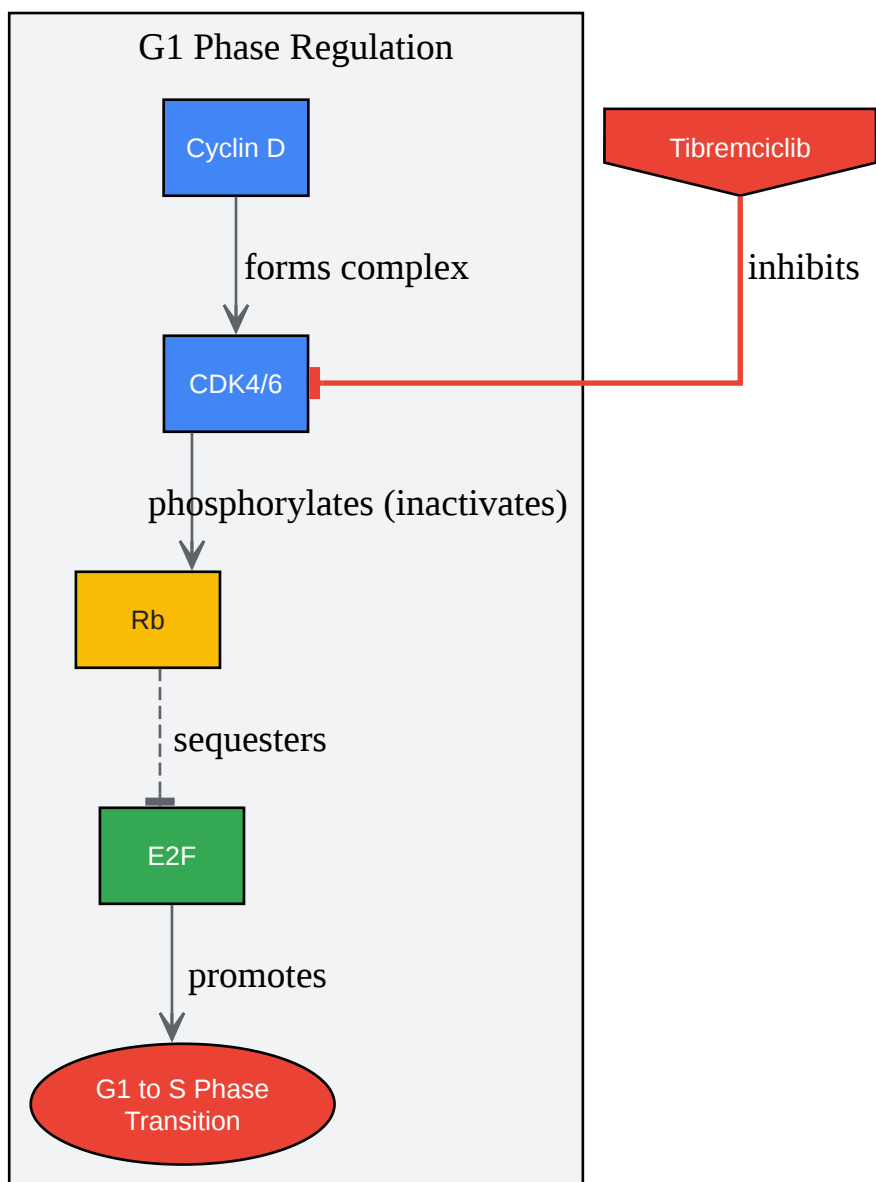 G1 Phase Regulation
Cyclin D
Tibremciclib
forms complex
inhibits
CDK4/6
phosphorylates (inactivates)
Rb
sequesters
E2F
promotes
G1 to S Phase
Transition